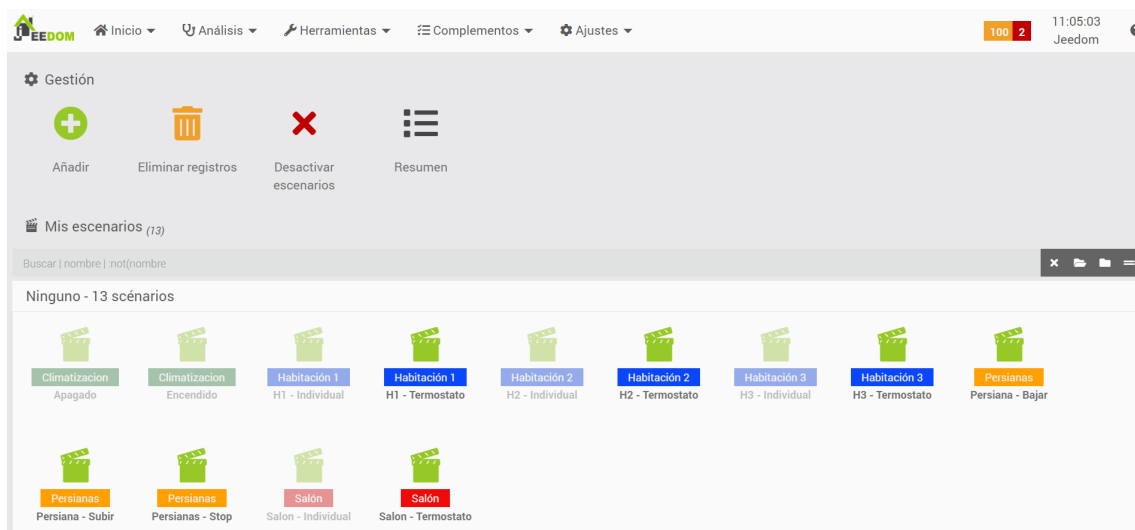 JEEDOM Inicio Análisis Herramientas Complementos Ajustes 100 2 11:05:03
Jeedom
Gestión
Añadir Eliminar registros Desactivar escenarios Resumen
Mis escenarios (13)
Buscar | nombre | :not(nombre
Ninguno - 13 scénarios
Climatizacion Climatizacion Habitación 1 Habitación 1 Habitación 2 Habitación 2 Habitación 3 Habitación 3 Persianas
Apagado Encendido H1 - Individual H1 - Termostato H2 - Individual H2 - Termostato H3 - Individual H3 - Termostato Persiana - Bajar
Persianas Persianas Salón Salón
Persiana - Subir Persianas - Stop Salon - Individual Salon - Termostato